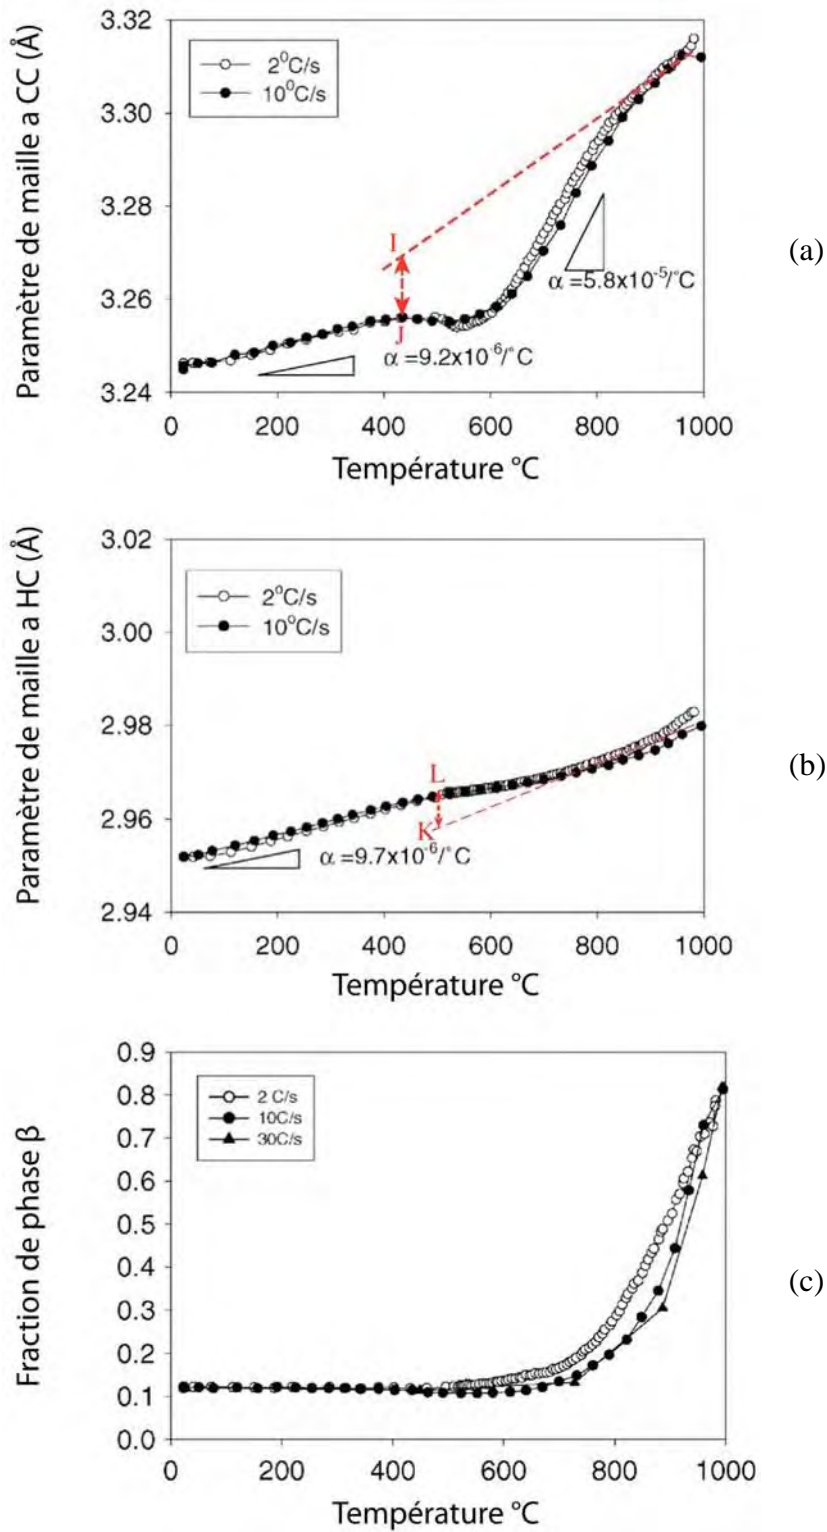 3.32
3.30
3.28
3.26
3.24
Paramètre de maille a CC (Å)
2⁰C/s
10⁰C/s
I
J
α =5.8x10⁻⁵/°C
α =9.2x10⁻⁶/°C
0 200 400 600 800 1000
Température °C
(a)
3.02
3.00
2.98
2.96
2.94
Paramètre de maille a HC (Å)
2⁰C/s
10⁰C/s
L
K
α =9.7x10⁻⁶/°C
0 200 400 600 800 1000
Température °C
(b)
0.9
0.8
0.7
0.6
0.5
0.4
0.3
0.2
0.1
0.0
Fraction de phase β
2 C/s
10C/s
30C/s
0 200 400 600 800 1000
Température °C
(c)